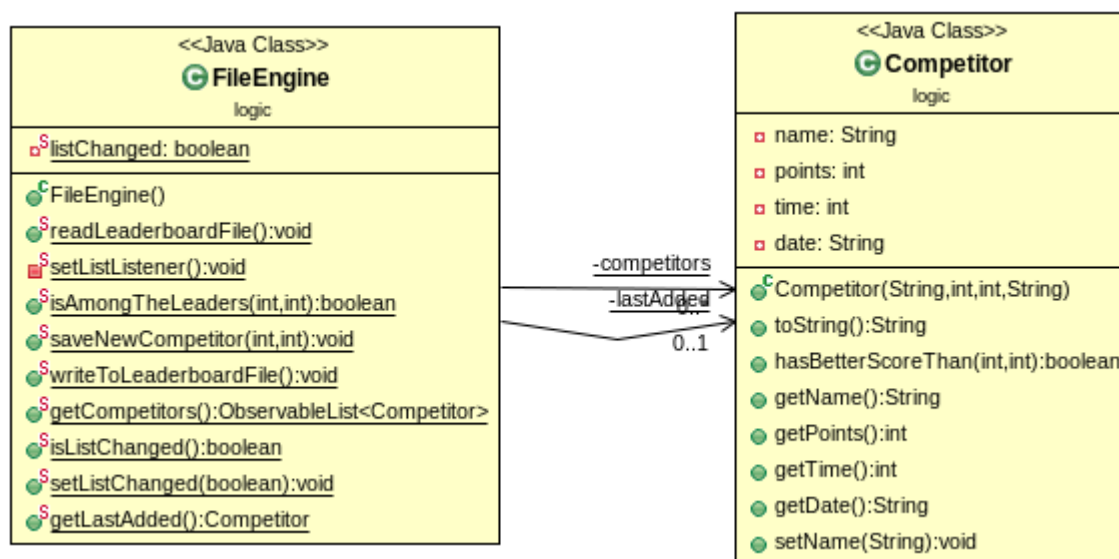 <<Java Class>>
FileEngine
logic
listChanged: boolean
FileEngine()
readLeaderboardFile():void
setListListener():void
isAmongTheLeaders(int,int):boolean
saveNewCompetitor(int,int):void
writeToLeaderboardFile():void
getCompetitors():ObservableList<Competitor>
isListChanged():boolean
setListChanged(boolean):void
getLastAdded():Competitor
-competitors
0..*
-lastAdded
0..1
<<Java Class>>
Competitor
logic
name: String
points: int
time: int
date: String
Competitor(String,int,int,String)
toString():String
hasBetterScoreThan(int,int):boolean
getName():String
getPoints():int
getTime():int
getDate():String
setName(String):void